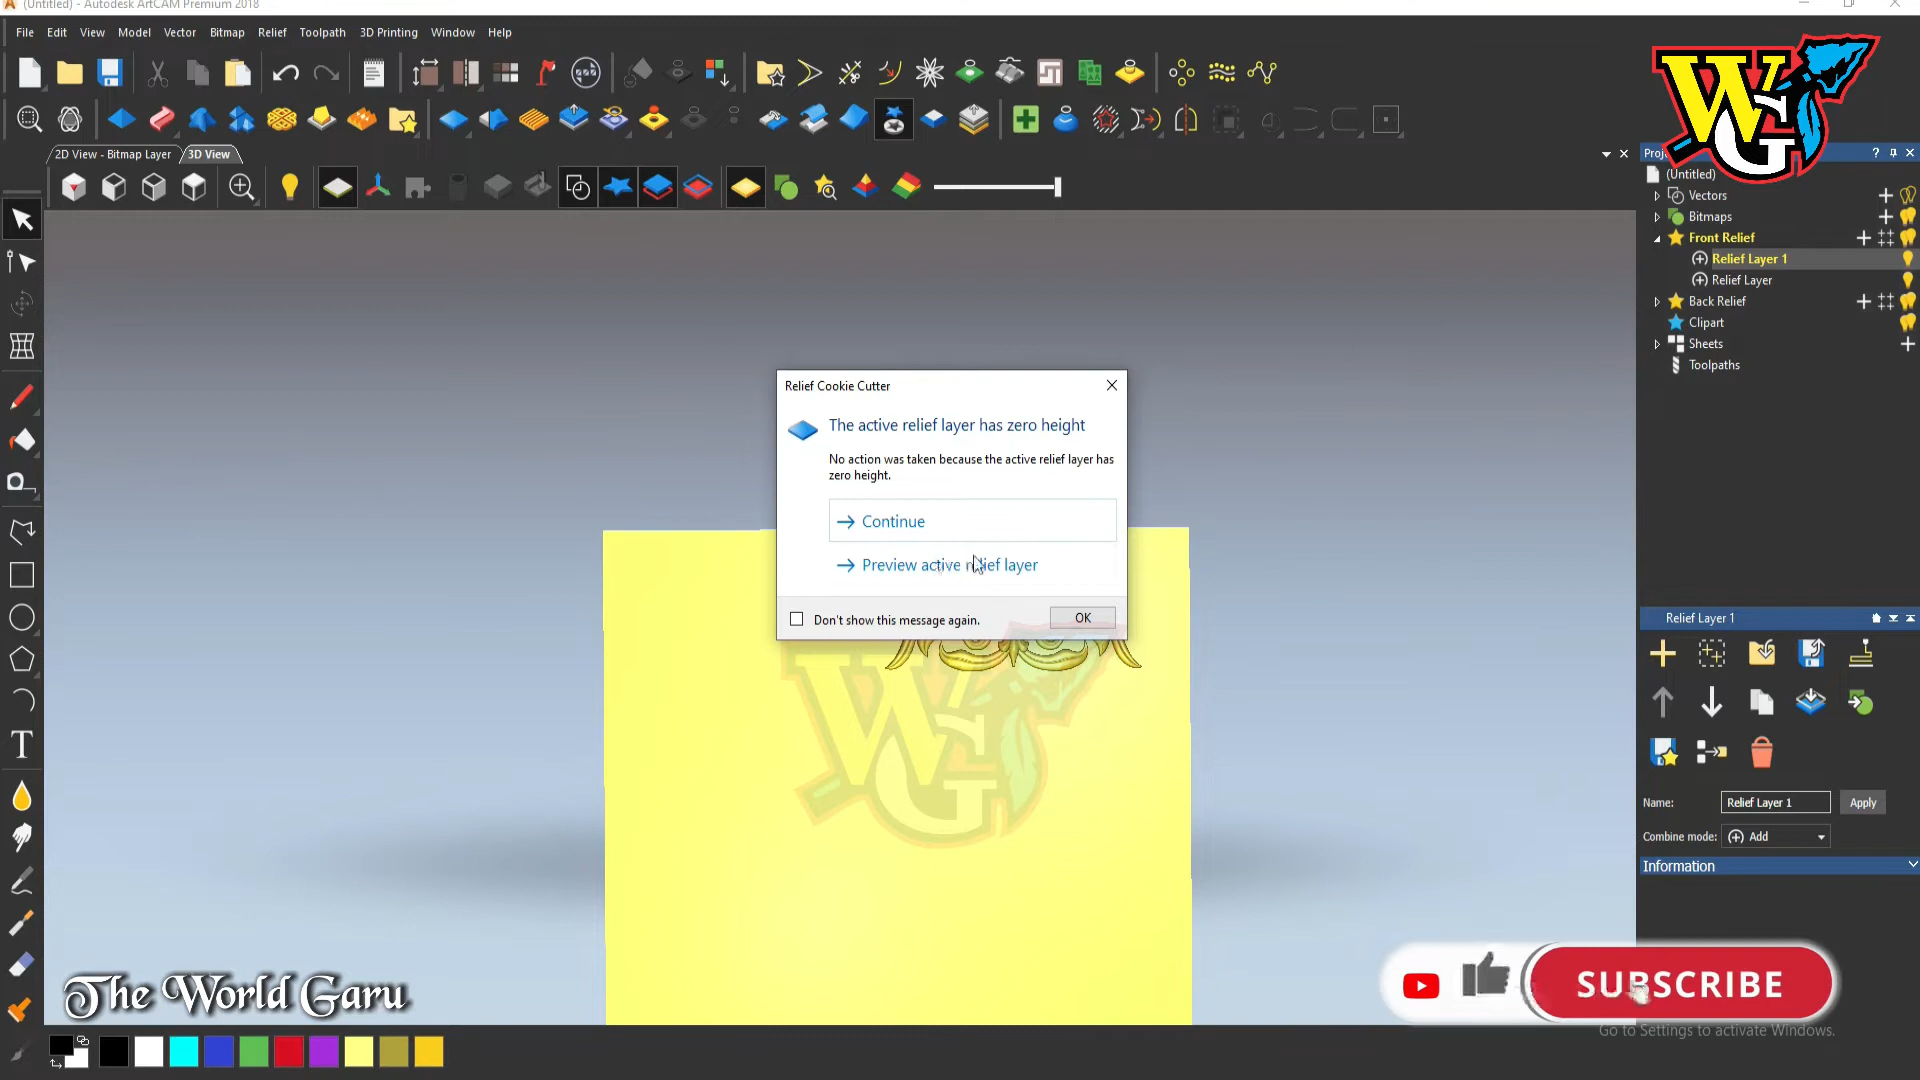 (Untitled) - Autodesk ArtCAM Premium 2018
File Edit View Model Vector Bitmap Relief Toolpath 3D Printing Window Help
2D View - Bitmap Layer 3D View
WG
(Untitled)
Vectors
Bitmaps
Front Relief
Relief Layer 1
Relief Layer
Back Relief
Clipart
Sheets
Toolpaths
Relief Cookie Cutter
The active relief layer has zero height
No action was taken because the active relief layer has
zero height.
Continue
Preview active relief layer
Don't show this message again.
OK
WG
Relief Layer 1
Name: Relief Layer 1 Apply
Combine mode: Add
Information
T
The World Garu
SUBSCRIBE
Go to Settings to activate Windows.